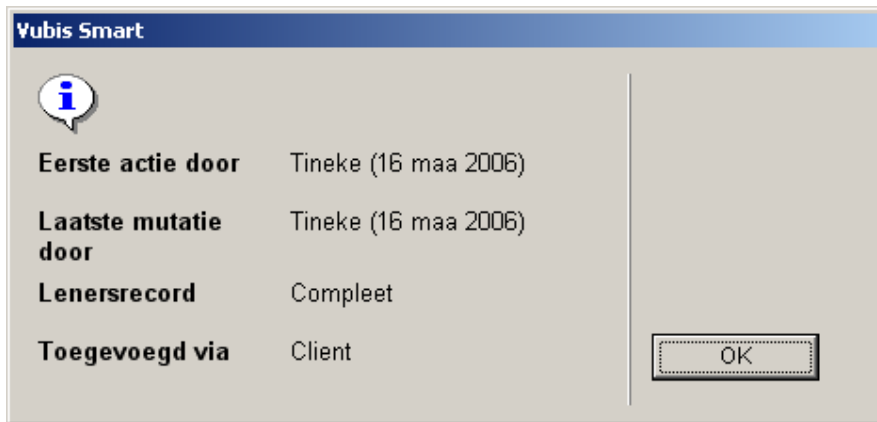 Vubis Smart
Eerste actie door Tineke (16 maa 2006)
Laatste mutatie Tineke (16 maa 2006)
door
Lenersrecord Compleet
Toegevoegd via Client
OK